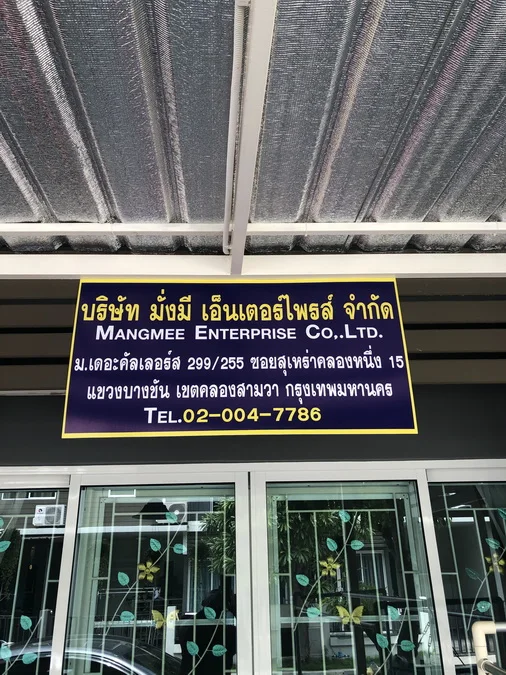 บริษัท มั่งมี เอ็นเตอร์ไพรส์ จำกัด
MANGMEE ENTERPRISE CO,.LTD.
ม.เดอะคัลเลอร์ส 299/255 ซอยสุเหร่าคลองหนึ่ง 15
แขวงบางชัน เขตคลองสามวา กรุงเทพมหานคร
TEL.02-004-7786